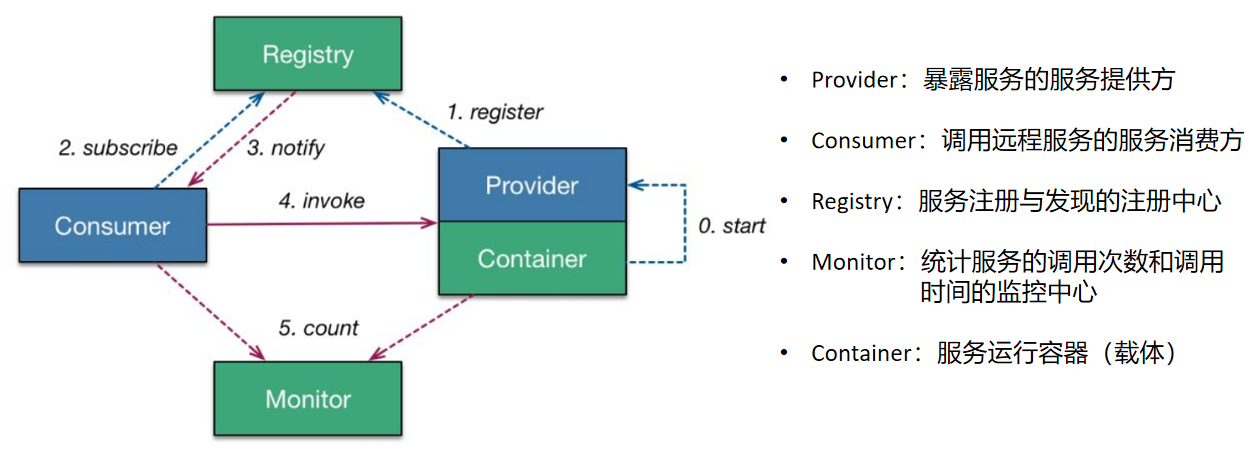 Registry
1. register
2. subscribe
3. notify
Provider
4. invoke
Consumer
0. start
Container
5. count
Monitor
• Provider：暴露服务的服务提供方
• Consumer：调用远程服务的服务消费方
• Registry：服务注册与发现的注册中心
• Monitor：统计服务的调用次数和调用
时间的监控中心
• Container：服务运行容器（载体）